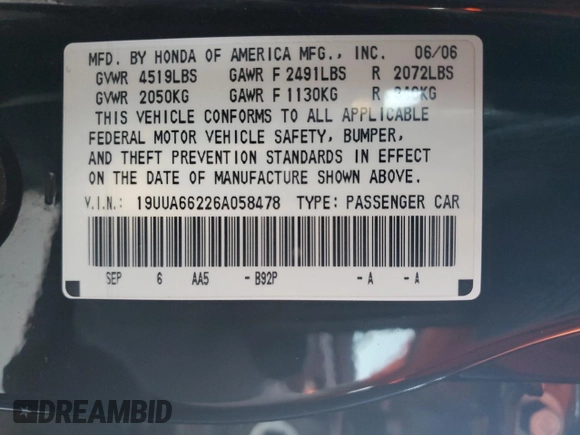 MFD. BY HONDA OF AMERICA MFG., INC. 06/06
GVWR 4519LBS GAWR F 2491LBS R 2072LBS
GVWR 2050KG GAWR F 1130KG R
THIS VEHICLE CONFORMS TO ALL APPLICABLE
FEDERAL MOTOR VEHICLE SAFETY, BUMPER,
AND THEFT PREVENTION STANDARDS IN EFFECT
ON THE DATE OF MANUFACTURE SHOWN ABOVE.
V.I.N.: 19UUA66226A058478 TYPE: PASSENGER CAR
SEP 6 AA5 - B92P - A - A
DREAMBID